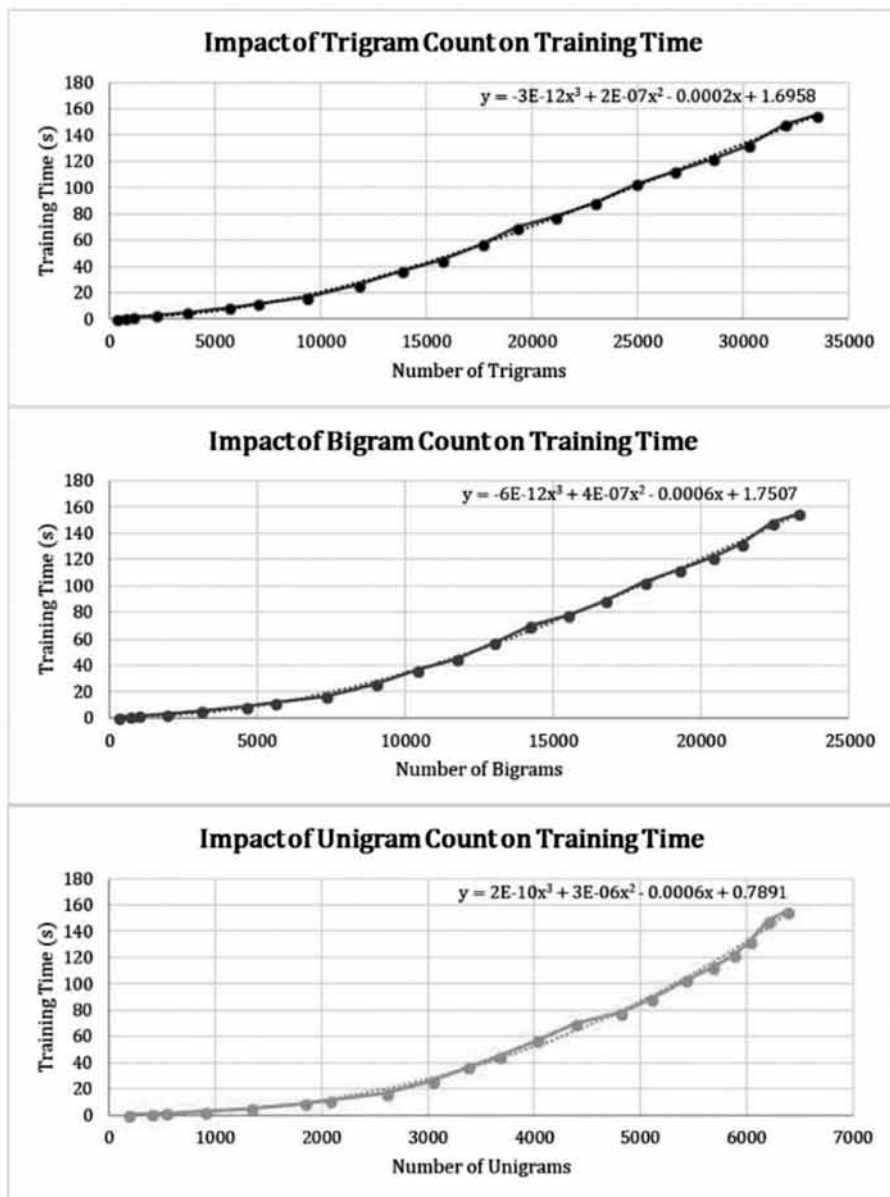 Impact of Trigram Count on Training Time
y = -3E-12x³ + 2E-07x² - 0.0002x + 1.6958
Training Time (s)
180
160
140
120
100
80
60
40
20
0
0 5000 10000 15000 20000 25000 30000 35000
Number of Trigrams
Impact of Bigram Count on Training Time
y = -6E-12x³ + 4E-07x² - 0.0006x + 1.7507
Training Time (s)
180
160
140
120
100
80
60
40
20
0
0 5000 10000 15000 20000 25000
Number of Bigrams
Impact of Unigram Count on Training Time
y = 2E-10x³ + 3E-06x² - 0.0006x + 0.7891
Training Time (s)
180
160
140
120
100
80
60
40
20
0
0 1000 2000 3000 4000 5000 6000 7000
Number of Unigrams